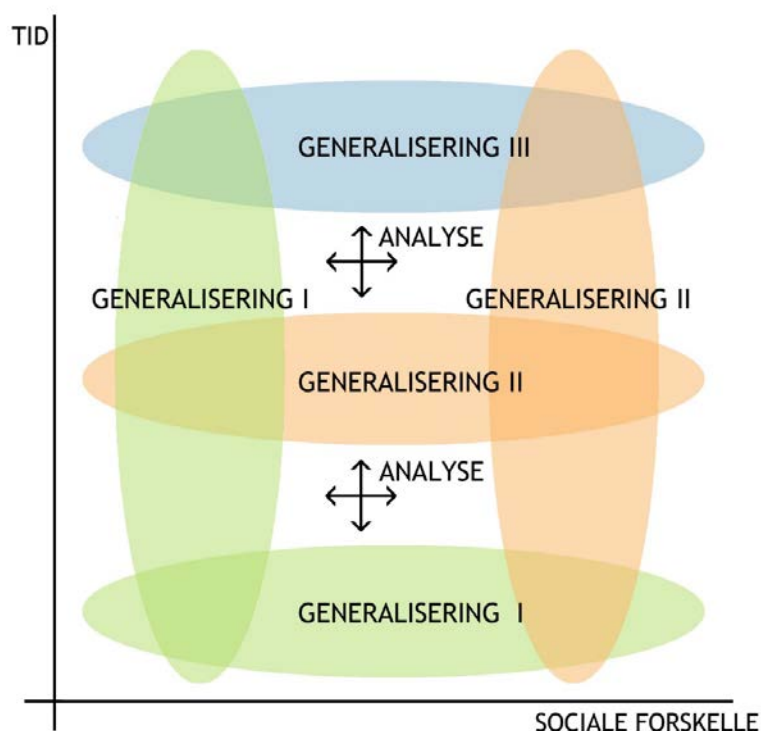 TID
GENERALISERING III
ANALYSE
GENERALISERING I
GENERALISERING II
GENERALISERING II
ANALYSE
GENERALISERING I
SOCIALE FORSKELLE